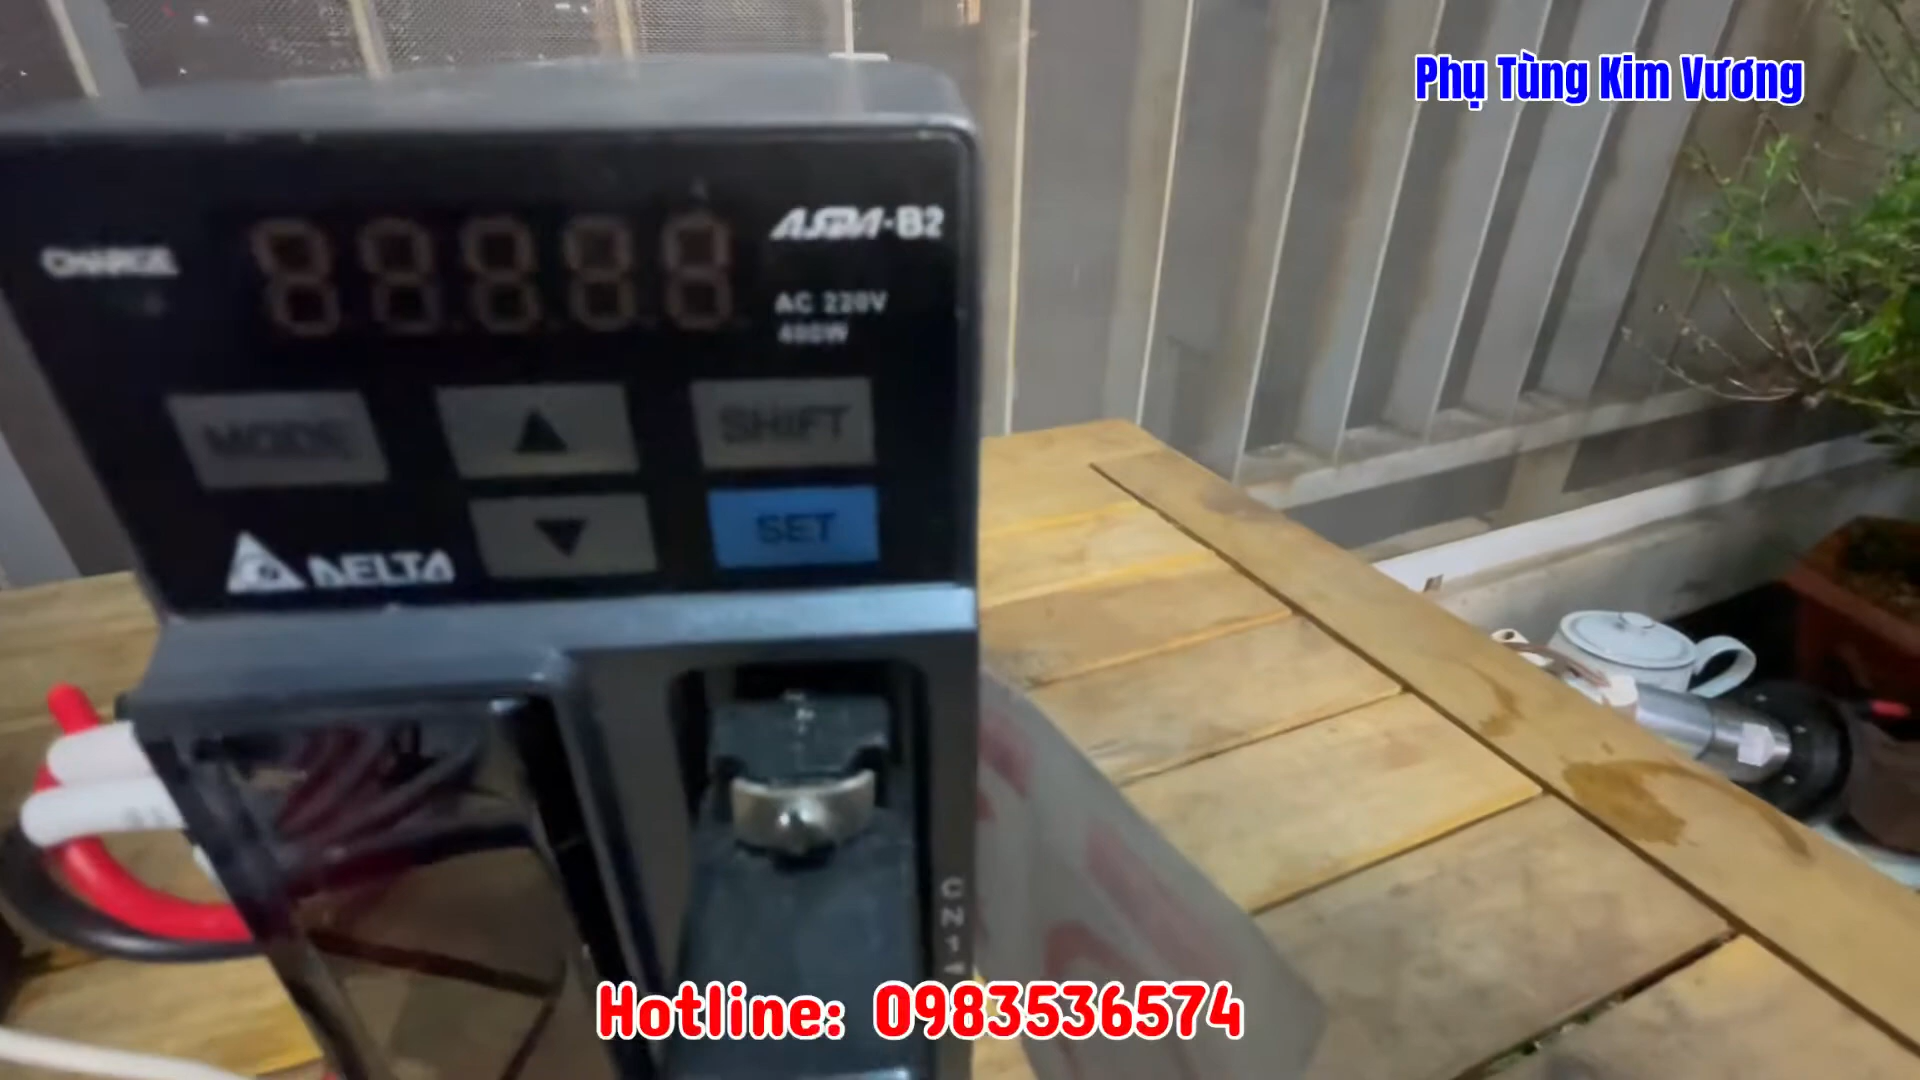 Phụ Tùng Kim Vương
ASDA-B2
CHARGE
AC 220V
400W
MODE
SHIFT
SET
DELTA
CN1
Hotline: 0983536574